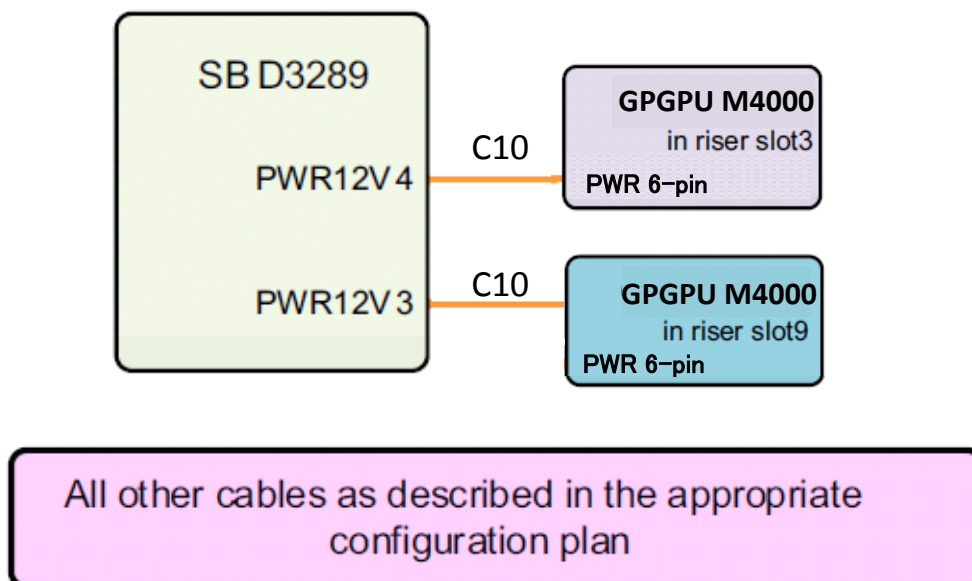 SB D3289
PWR12V 4
PWR12V 3
C10
C10
GPGPU M4000
in riser slot3
PWR 6-pin
GPGPU M4000
in riser slot9
PWR 6-pin
All other cables as described in the appropriate
configuration plan